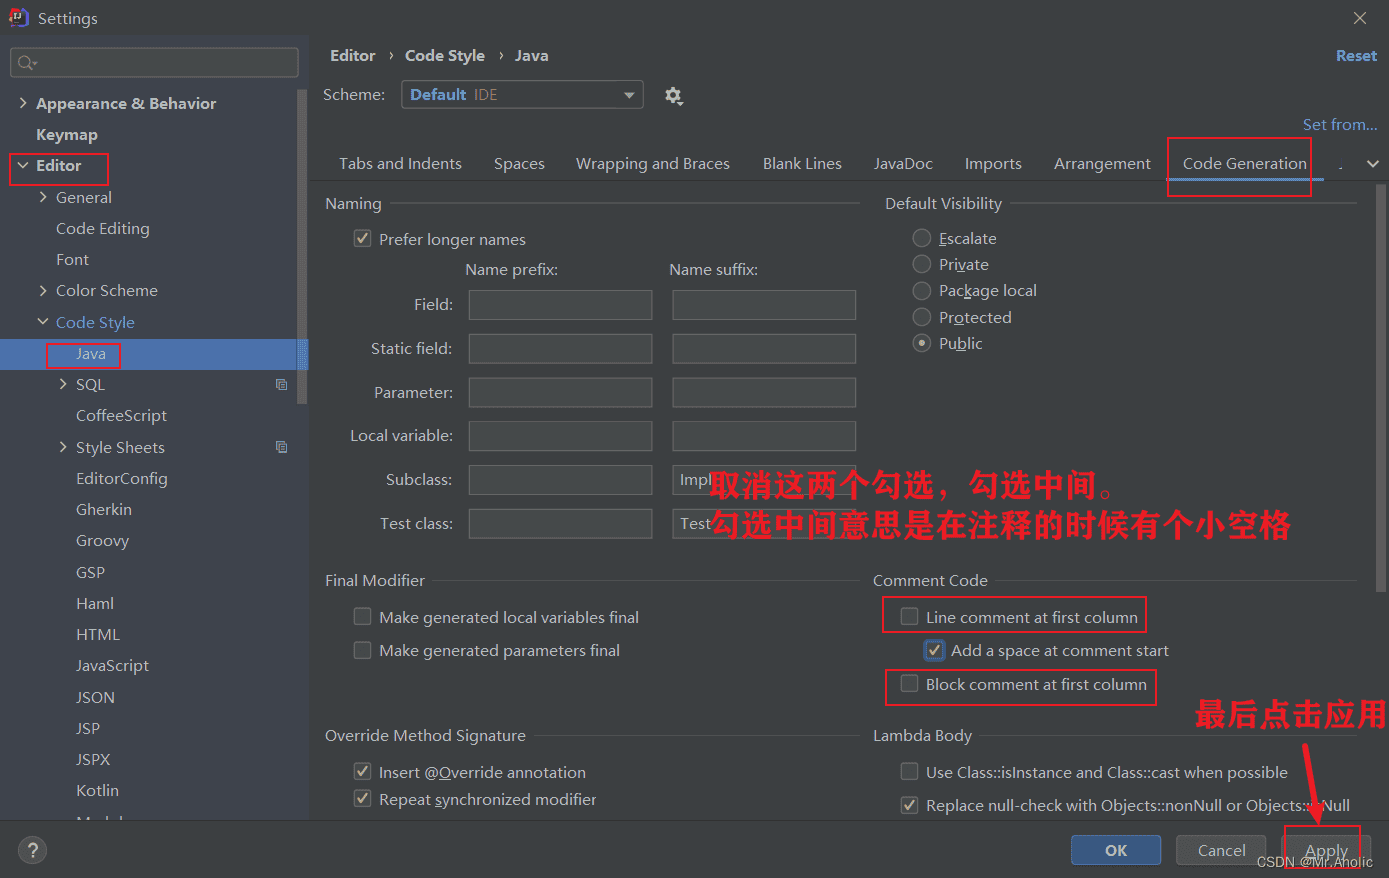 Settings
Editor › Code Style › Java
Reset
Scheme: Default IDE
Set from...
Appearance & Behavior
Keymap
Editor
General
Code Editing
Font
Color Scheme
Code Style
Java
SQL
CoffeeScript
Style Sheets
EditorConfig
Gherkin
Groovy
GSP
Haml
HTML
JavaScript
JSON
JSP
JSPX
Kotlin
Tabs and Indents Spaces Wrapping and Braces Blank Lines JavaDoc Imports Arrangement Code Generation
Naming
Prefer longer names
Name prefix: Name suffix:
Field:
Static field:
Parameter:
Local variable:
Subclass: Impl
Test class: Test
Default Visibility
Escalate
Private
Package local
Protected
Public
取消这两个勾选，勾选中间。
勾选中间意思是在注释的时候有个小空格
Final Modifier
Make generated local variables final
Make generated parameters final
Comment Code
Line comment at first column
Add a space at comment start
Block comment at first column
最后点击应用
Override Method Signature
Insert @Override annotation
Repeat synchronized modifier
Lambda Body
Use Class::isInstance and Class::cast when possible
Replace null-check with Objects::nonNull or Objects::isNull
?
OK Cancel Apply
CSDN @Mr.Aholic